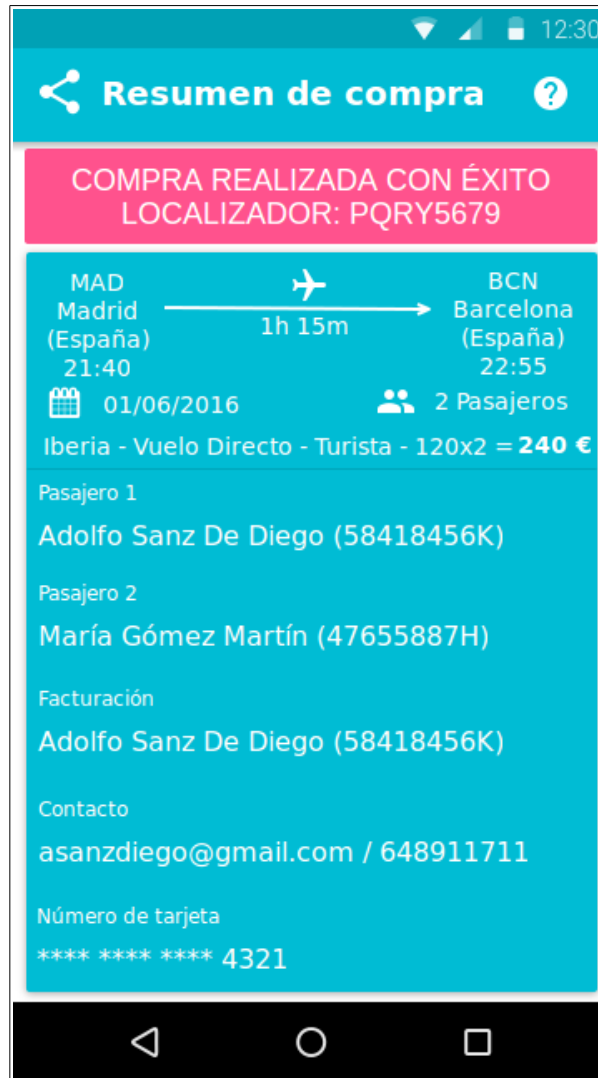 12:30
Resumen de compra
COMPRA REALIZADA CON ÉXITO
LOCALIZADOR: PQRY5679
MAD
Madrid
(España)
21:40
1h 15m
BCN
Barcelona
(España)
22:55
01/06/2016
2 Pasajeros
Iberia - Vuelo Directo - Turista - 120x2 = 240 €
Pasajero 1
Adolfo Sanz De Diego (58418456K)
Pasajero 2
María Gómez Martín (47655887H)
Facturación
Adolfo Sanz De Diego (58418456K)
Contacto
asanzdiego@gmail.com / 648911711
Número de tarjeta
**** **** **** 4321